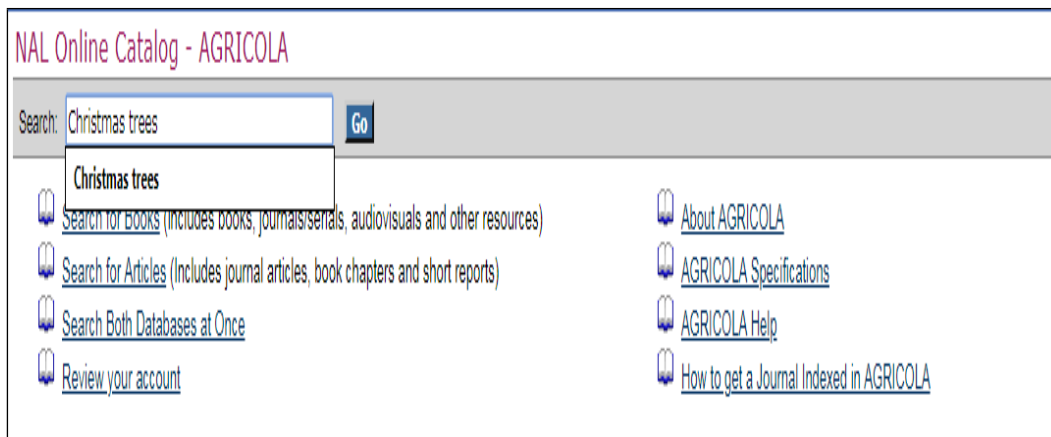 NAL Online Catalog - AGRICOLA
Search: Christmas trees Go
Christmas trees
Search for Books (Includes books, journals/serials, audiovisuals and other resources)
Search for Articles (Includes journal articles, book chapters and short reports)
Search Both Databases at Once
Review your account
About AGRICOLA
AGRICOLA Specifications
AGRICOLA Help
How to get a Journal Indexed in AGRICOLA